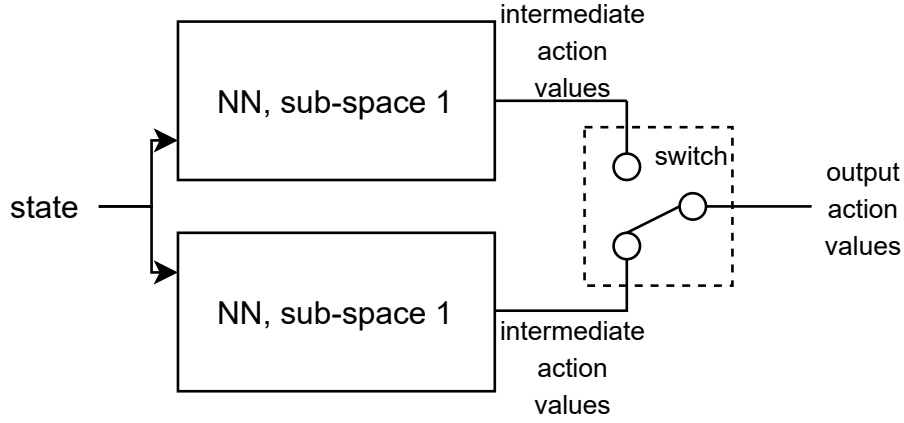 intermediate
action
values
NN, sub-space 1
switch
state
output
action
values
NN, sub-space 1
intermediate
action
values